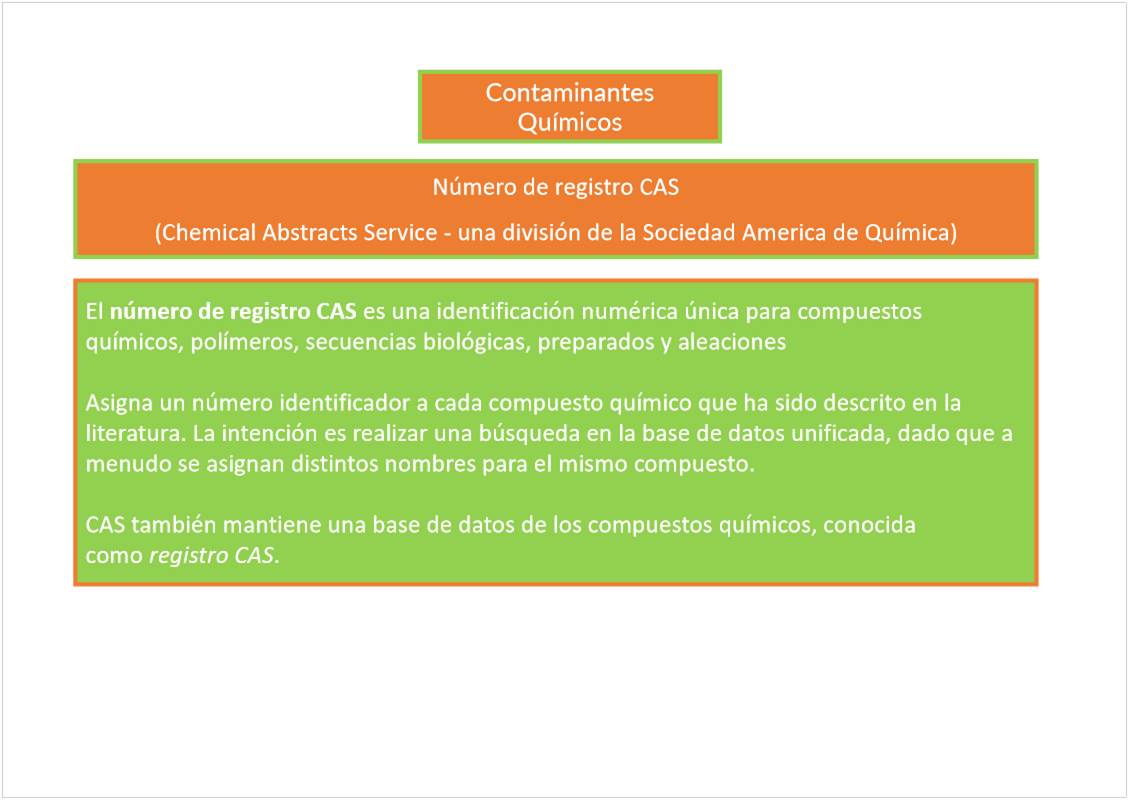 Contaminantes
Químicos
Número de registro CAS
(Chemical Abstracts Service - una división de la Sociedad America de Química)
El número de registro CAS es una identificación numérica única para compuestos
químicos, polímeros, secuencias biológicas, preparados y aleaciones
Asigna un número identificador a cada compuesto químico que ha sido descrito en la
literatura. La intención es realizar una búsqueda en la base de datos unificada, dado que a
menudo se asignan distintos nombres para el mismo compuesto.
CAS también mantiene una base de datos de los compuestos químicos, conocida
como registro CAS.